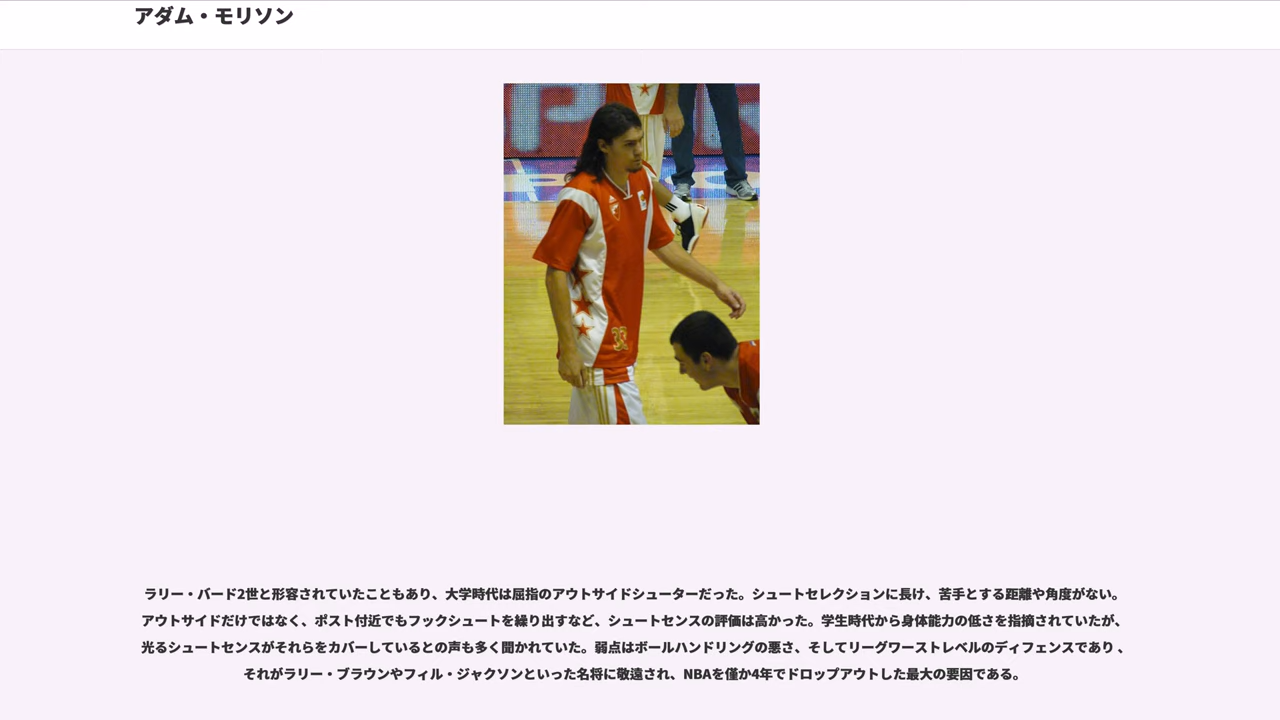 アダム・モリソン
33
ラリー・バード2世と形容されていたこともあり、大学時代は屈指のアウトサイドシューターだった。シュートセレクションに長け、苦手とする距離や角度がない。
アウトサイドだけではなく、ポスト付近でもフックシュートを繰り出すなど、シュートセンスの評価は高かった。学生時代から身体能力の低さを指摘されていたが、
光るシュートセンスがそれらをカバーしているとの声も多く聞かれていた。弱点はボールハンドリングの悪さ、そしてリーグワーストレベルのディフェンスであり 、
それがラリー・ブラウンやフィル・ジャクソンといった名将に敬遠され、NBAを僅か4年でドロップアウトした最大の要因である。